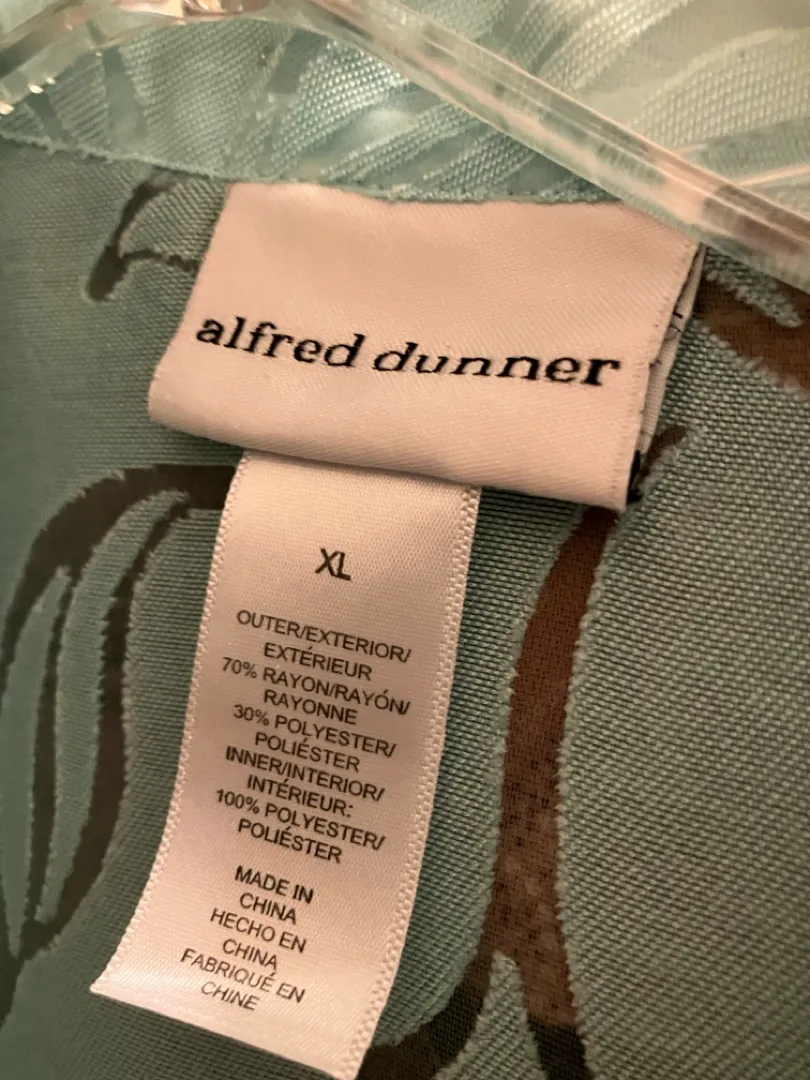 alfred dunner
XL
OUTER/EXTERIOR/
EXTÉRIEUR
70% RAYON/RAYÓN/
RAYONNE
30% POLYESTER/
POLIÉSTER
INNER/INTERIOR/
INTÉRIEUR:
100% POLYESTER/
POLIÉSTER
MADE IN
CHINA
HECHO EN
CHINA
FABRIQUÉ EN
CHINE